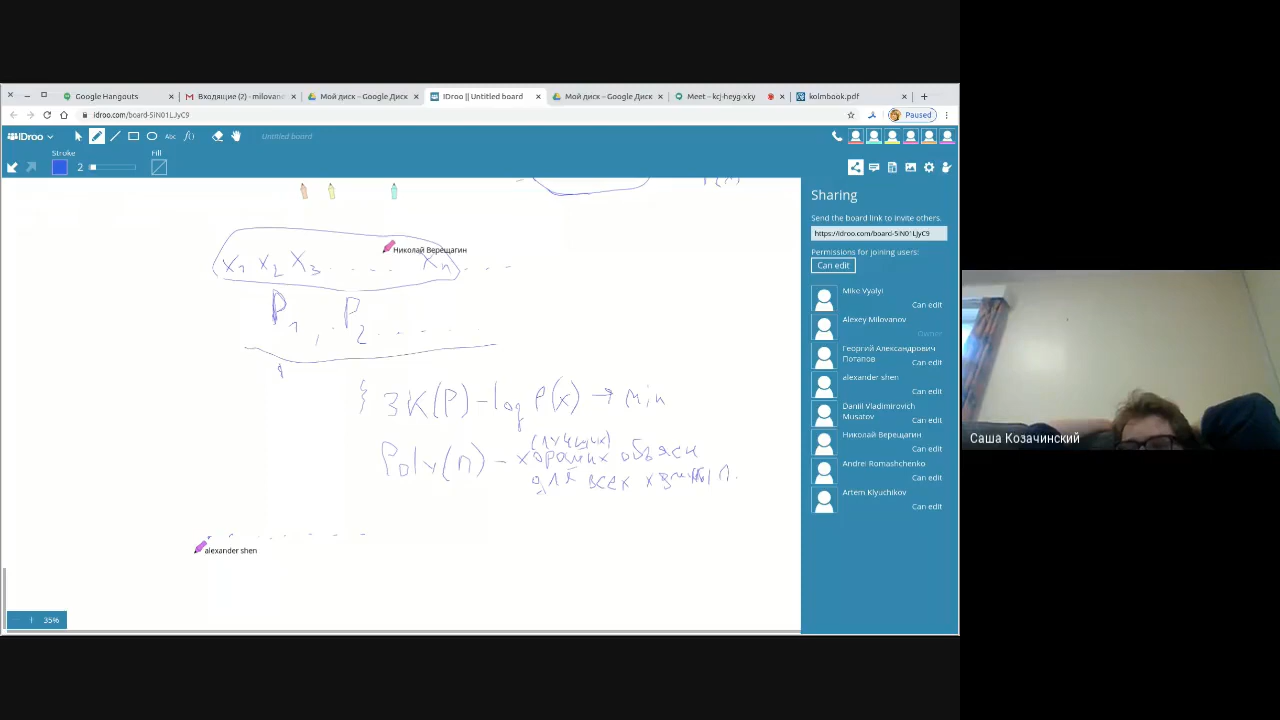 Google Hangouts
Входящие (2) - milovano
Мой диск – Google Диск
IDroo || Untitled board
Мой диск – Google Диск
Meet – kcj-heyg-xky
kolmbook.pdf
idroo.com/board-5IN01LJyC9
Paused
IDroo
Abc
f(x)
Untitled board
Stroke
Fill
2
Sharing
Send the board link to invite others.
https://idroo.com/board-5IN01LJyC9
Permissions for joining users:
Can edit
Mike Vyalyi
Can edit
Alexey Milovanov
Owner
Георгий Александрович
Потапов
Can edit
alexander shen
Can edit
Daniil Vladimirovich
Musatov
Can edit
Николай Верещагин
Can edit
Andrei Romashchenko
Can edit
Artem Klyuchikov
Can edit
Николай Верещагин
x1 x2 x3 . . . . . xn . . .
P1, P2 . . . . .
3K(P) – log P(x) → min
(лучших)
Poly(n) – хороших объясн
для всех x длины n.
alexander shen
35%
Саша Козачинский